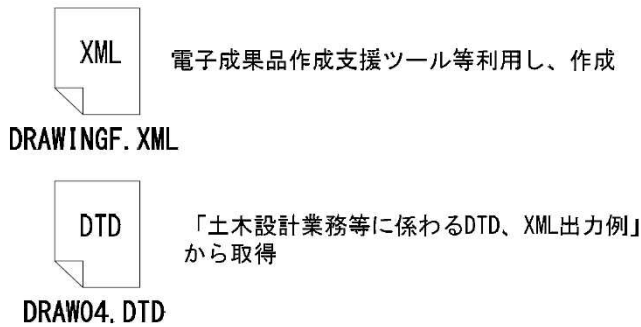 XML
電子成果品作成支援ツール等利用し、作成
DRAWINGF.XML
DTD
「土木設計業務等に係わるDTD、XML出力例」
から取得
DRAW04.DTD